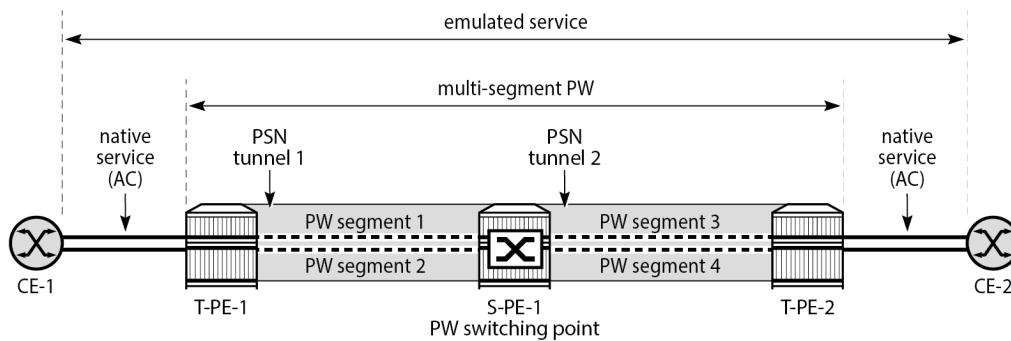 emulated service
multi-segment PW
native
service
(AC)
PSN
tunnel 1
PSN
tunnel 2
native
service
(AC)
PW segment 1
PW segment 3
PW segment 2
PW segment 4
CE-1
T-PE-1
S-PE-1
PW switching point
T-PE-2
CE-2